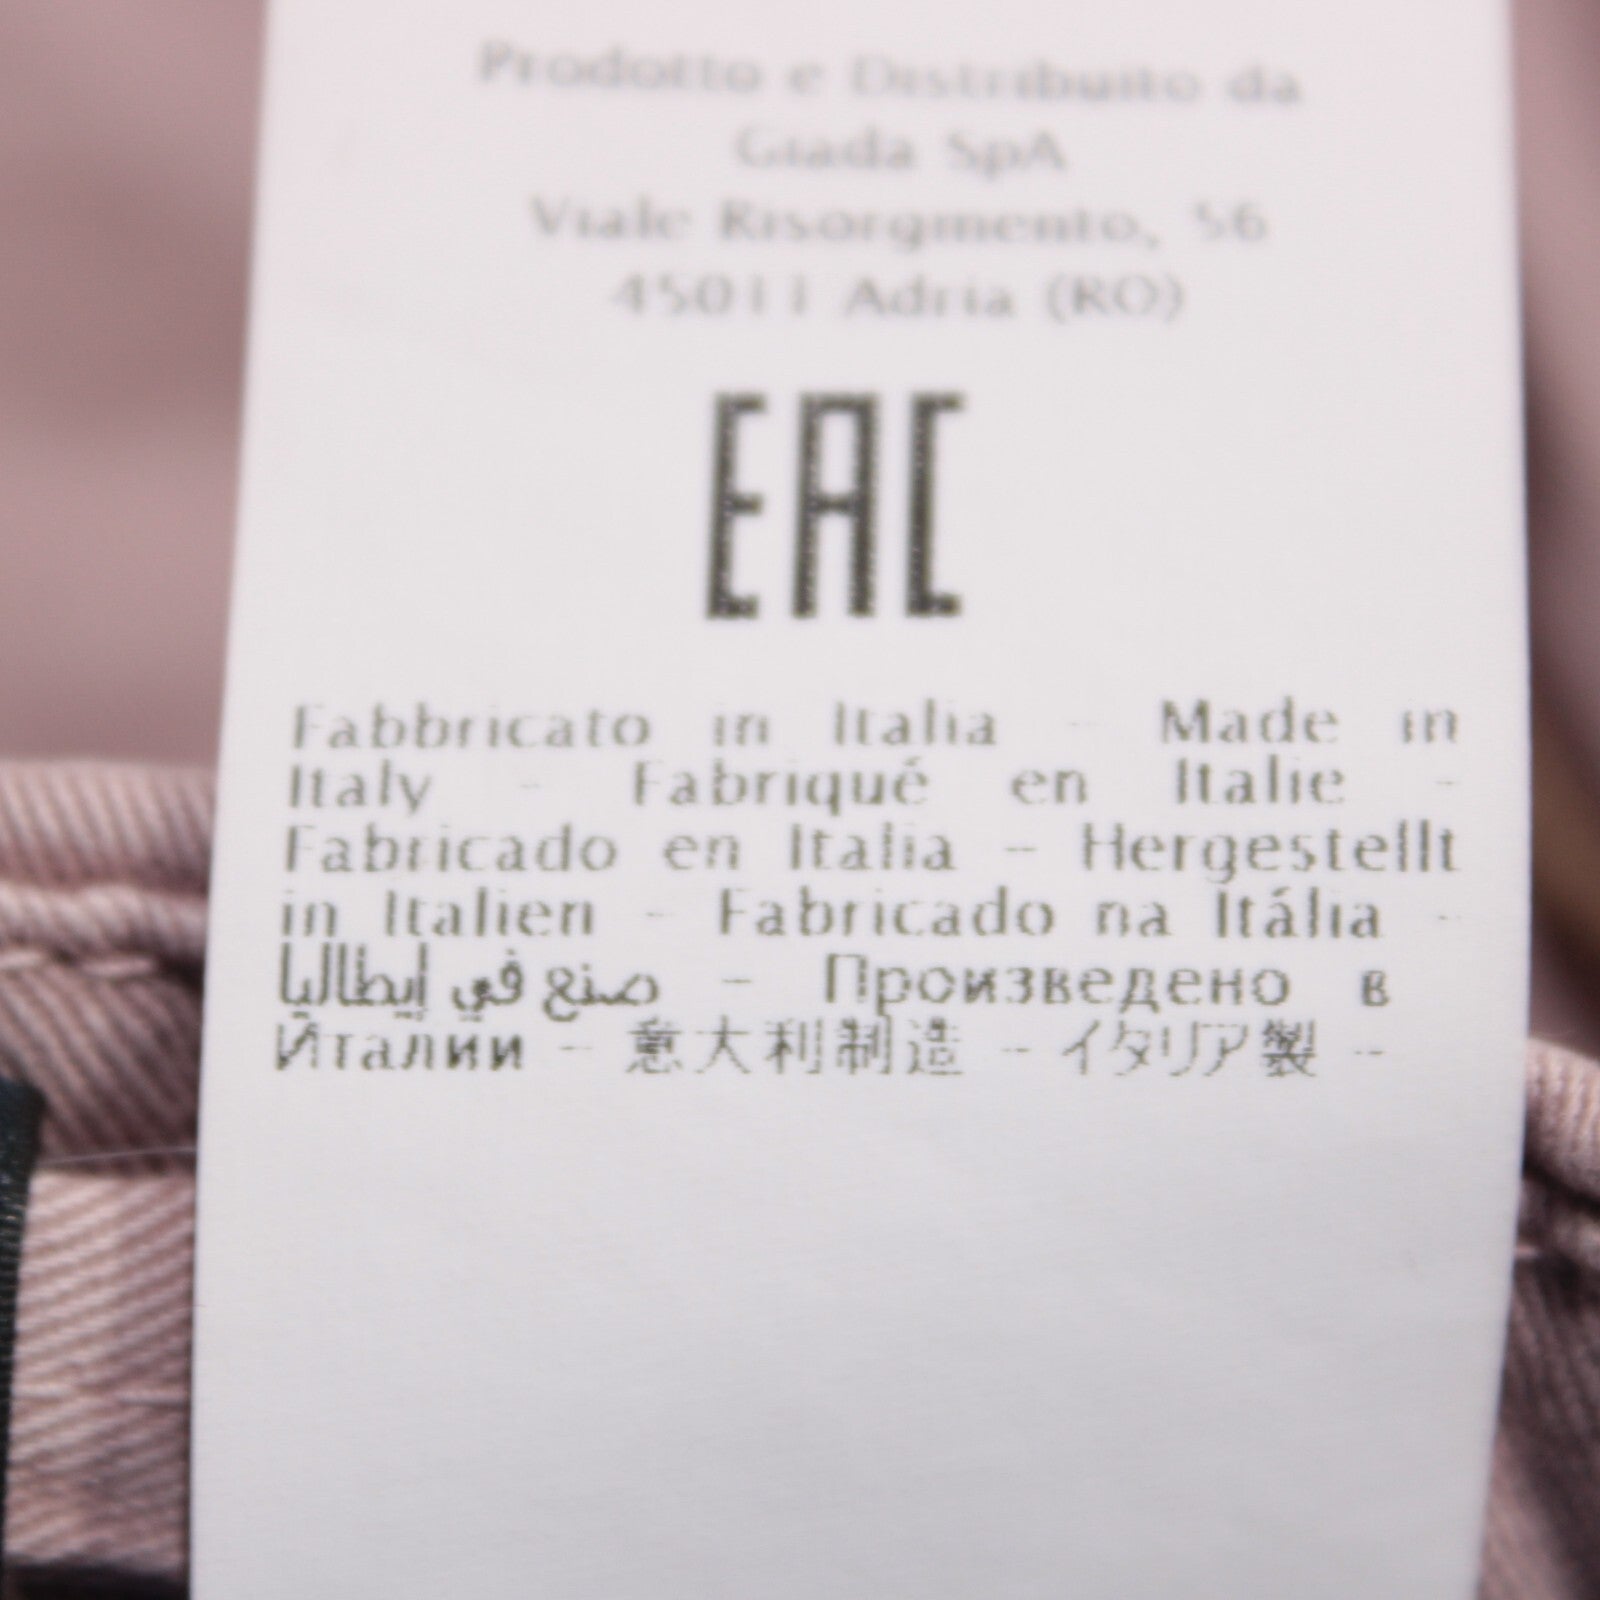 Prodotto e Distribuito da
Giada SpA
Viale Risorgmento, 56
45011 Adria (RO)
EAC
Fabbricato in Italia - Made in
Italy - Fabriqué en Italie -
Fabricado en Italia - Hergestellt
in Italien - Fabricado na Itália -
صنع في إيطاليا - Произведено в
Италии - 意大利制造 - イタリア製 -